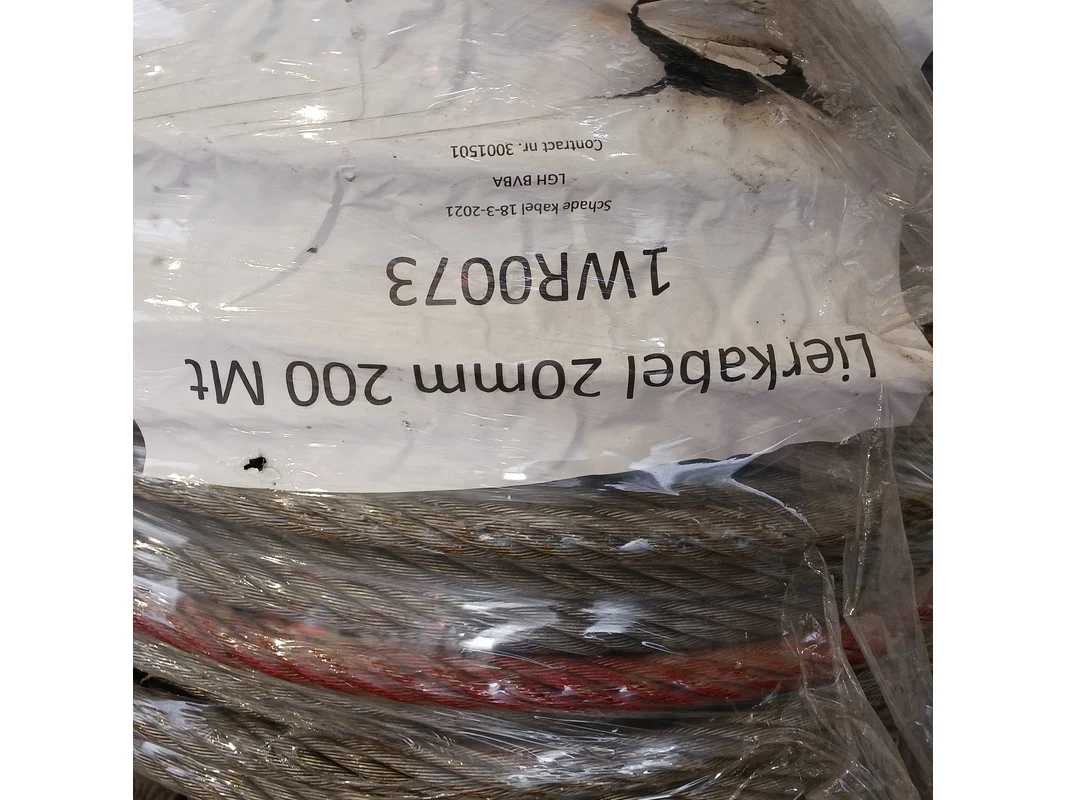 Lierkabel 20mm 200 Mt
1WR0073
Schade kabel 18-3-2021
LGH BVBA
Contract nr. 3001501